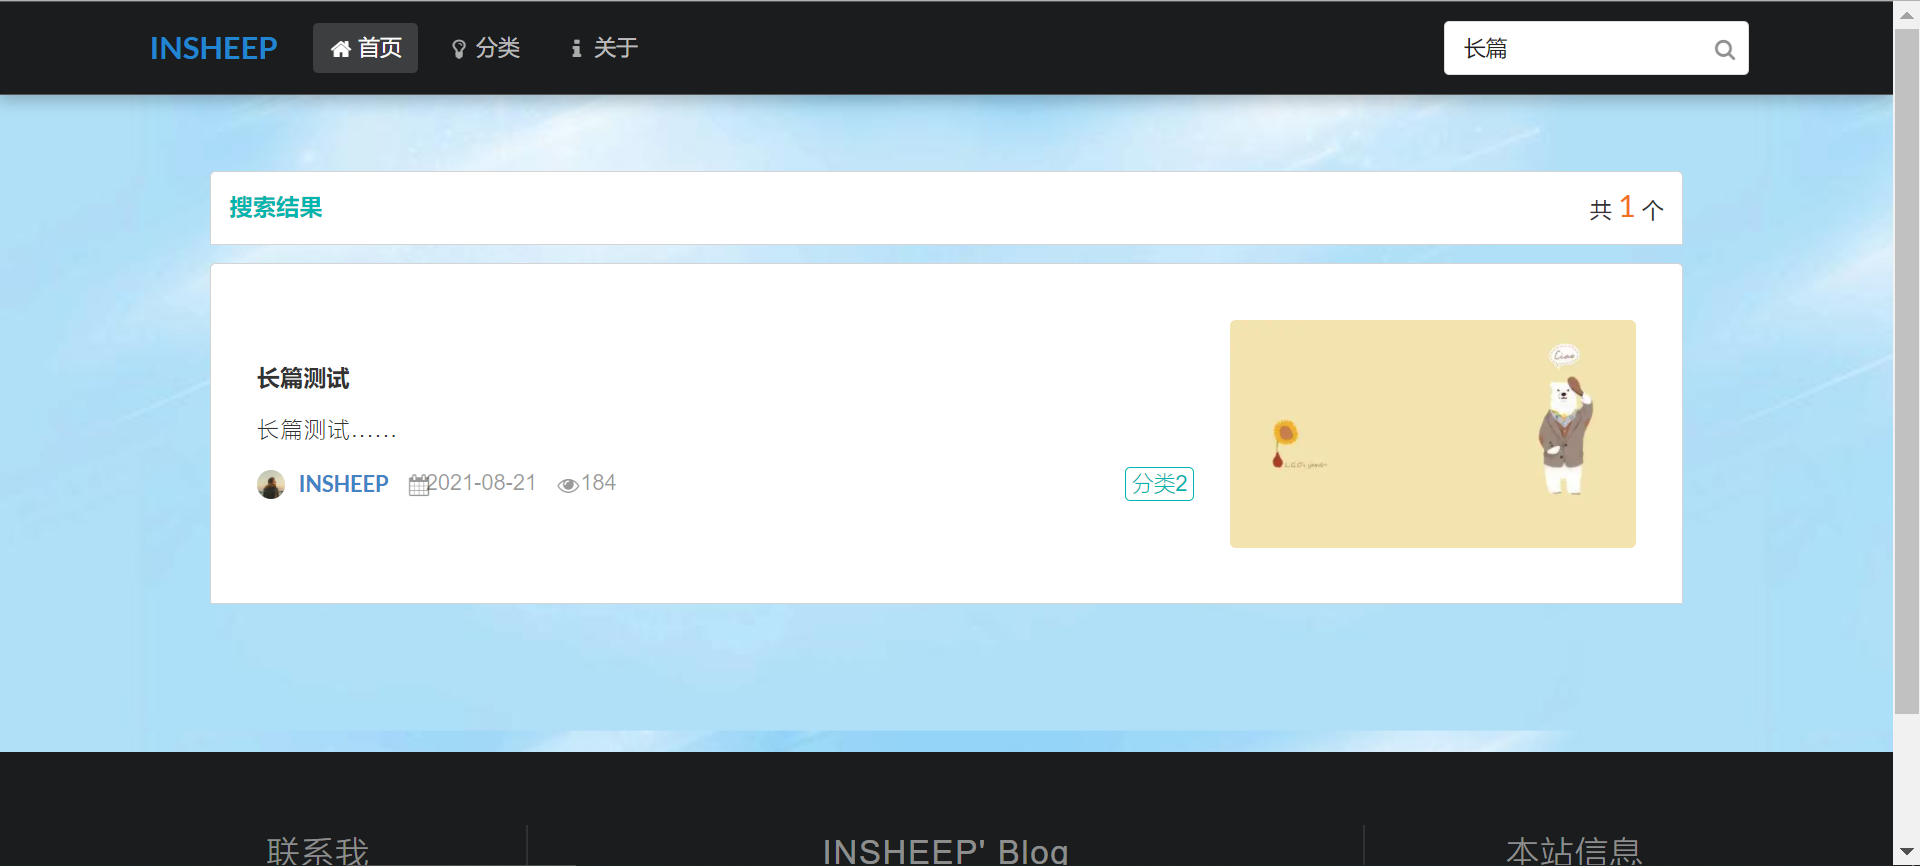 INSHEEP 首页 分类 关于 长篇
搜索结果 共 1 个
长篇测试
长篇测试……
INSHEEP 2021-08-21 184 分类2
Ciao
联系我 INSHEEP' Blog 本站信息